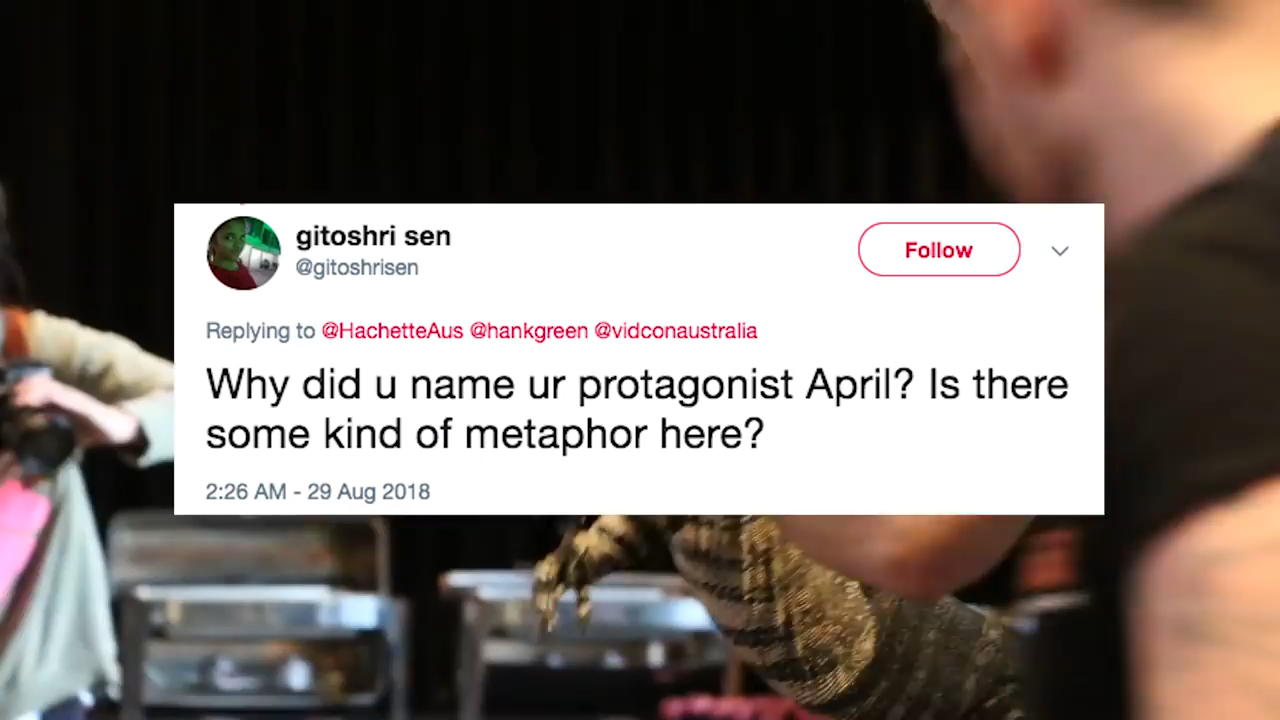 gitoshri sen
@gitoshrisen
Follow
Replying to @HachetteAus @hankgreen @vidconaustralia
Why did u name ur protagonist April? Is there
some kind of metaphor here?
2:26 AM - 29 Aug 2018